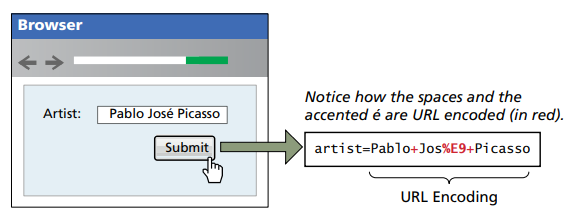 Browser
Artist: Pablo José Picasso
Submit
Notice how the spaces and the
accented é are URL encoded (in red).
artist=Pablo+Jos%E9+Picasso
URL Encoding